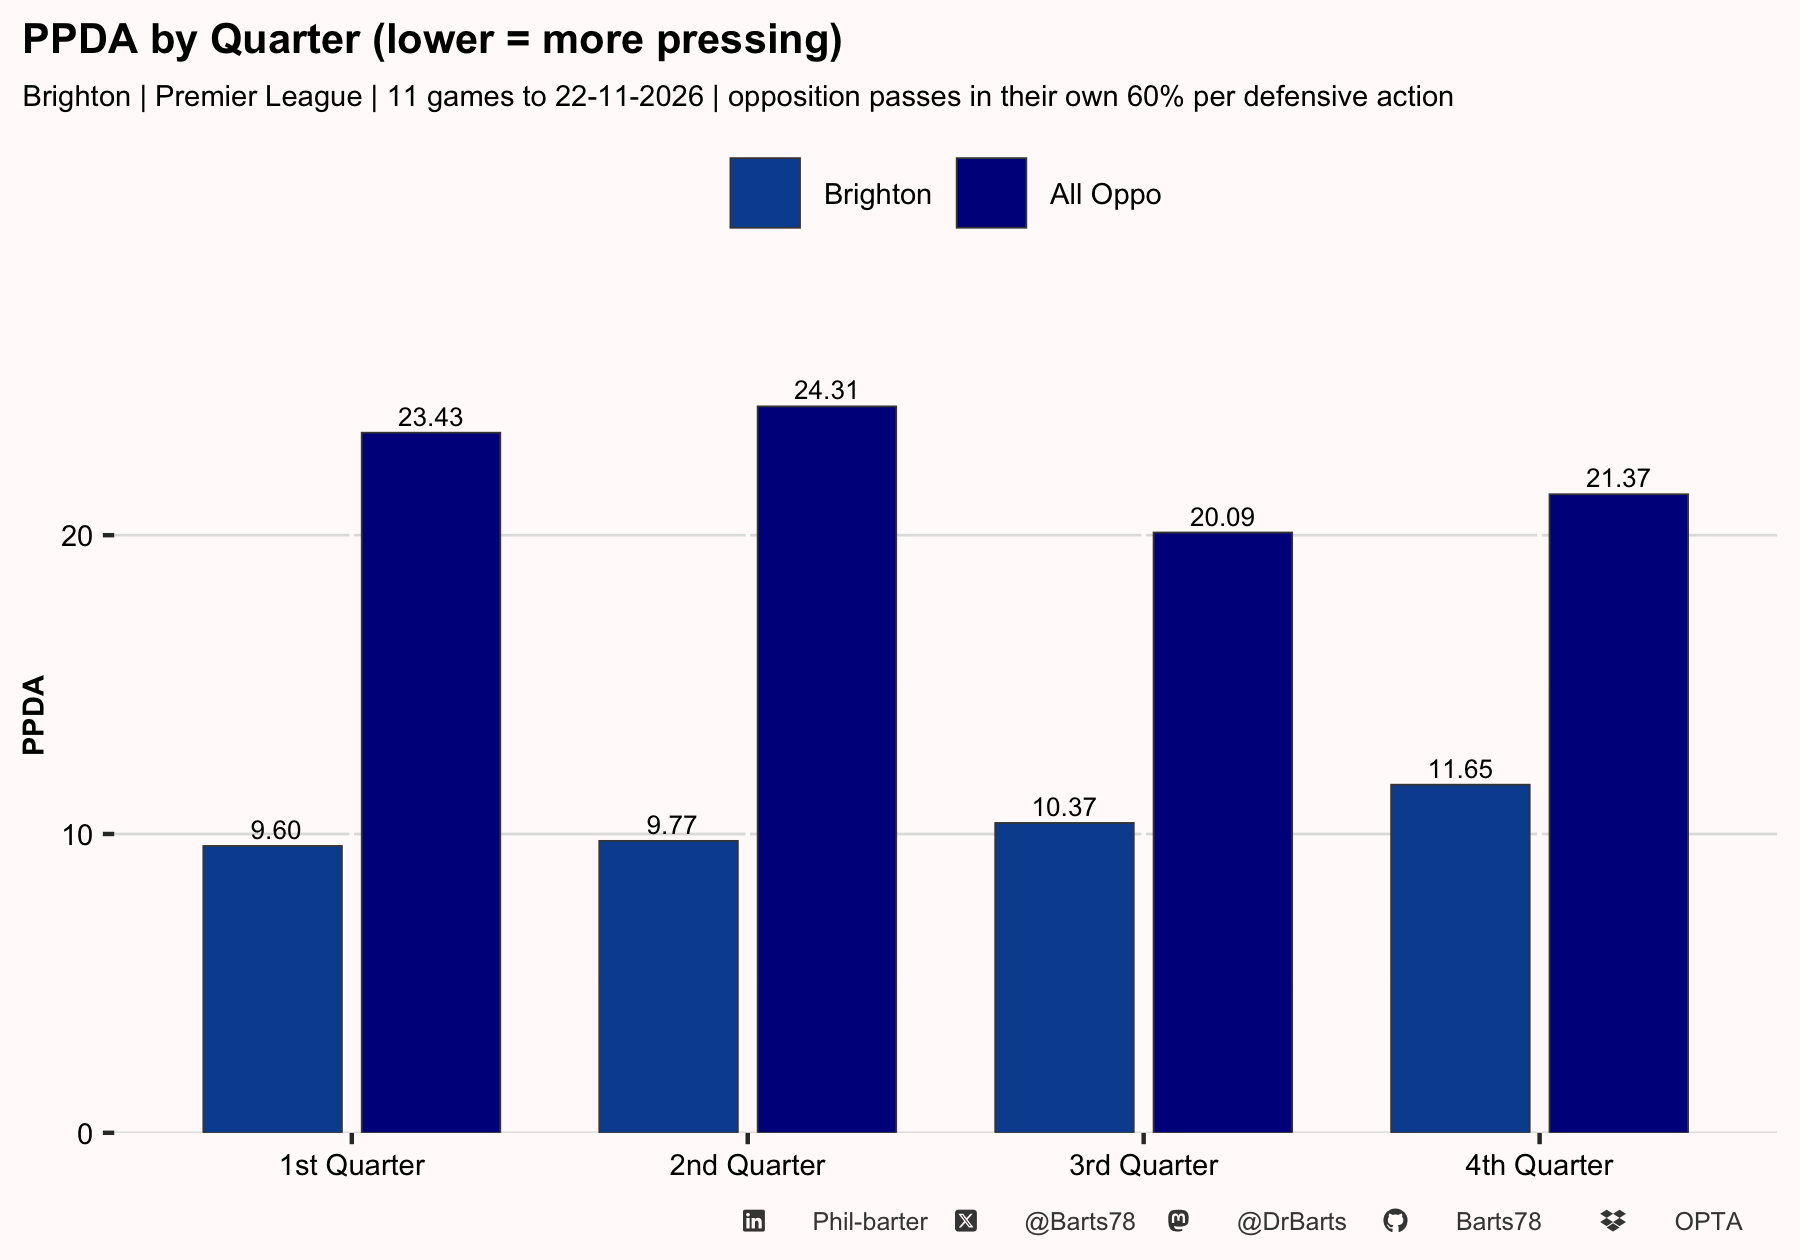 PPDA by Quarter (lower = more pressing)
Brighton | Premier League | 11 games to 22-11-2026 | opposition passes in their own 60% per defensive action
Brighton
All Oppo
PPDA
20
10
0
9.60
23.43
9.77
24.31
10.37
20.09
11.65
21.37
1st Quarter
2nd Quarter
3rd Quarter
4th Quarter
Phil-barter
@Barts78
@DrBarts
Barts78
OPTA